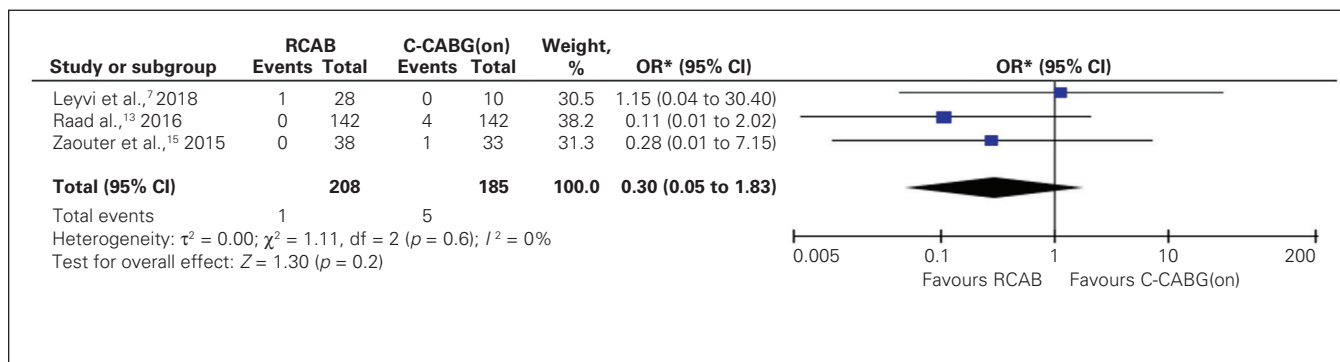 RCAB C-CABG(on) Weight,
Study or subgroup Events Total Events Total % OR* (95% CI) OR* (95% CI)
Leyvi et al.,⁷ 2018 1 28 0 10 30.5 1.15 (0.04 to 30.40)
Raad al.,¹³ 2016 0 142 4 142 38.2 0.11 (0.01 to 2.02)
Zaouter et al.,¹⁵ 2015 0 38 1 33 31.3 0.28 (0.01 to 7.15)
Total (95% CI) 208 185 100.0 0.30 (0.05 to 1.83)
Total events 1 5
Heterogeneity: τ² = 0.00; χ² = 1.11, df = 2 (p = 0.6); I² = 0%
Test for overall effect: Z = 1.30 (p = 0.2)
0.005 0.1 1 10 200
Favours RCAB Favours C-CABG(on)